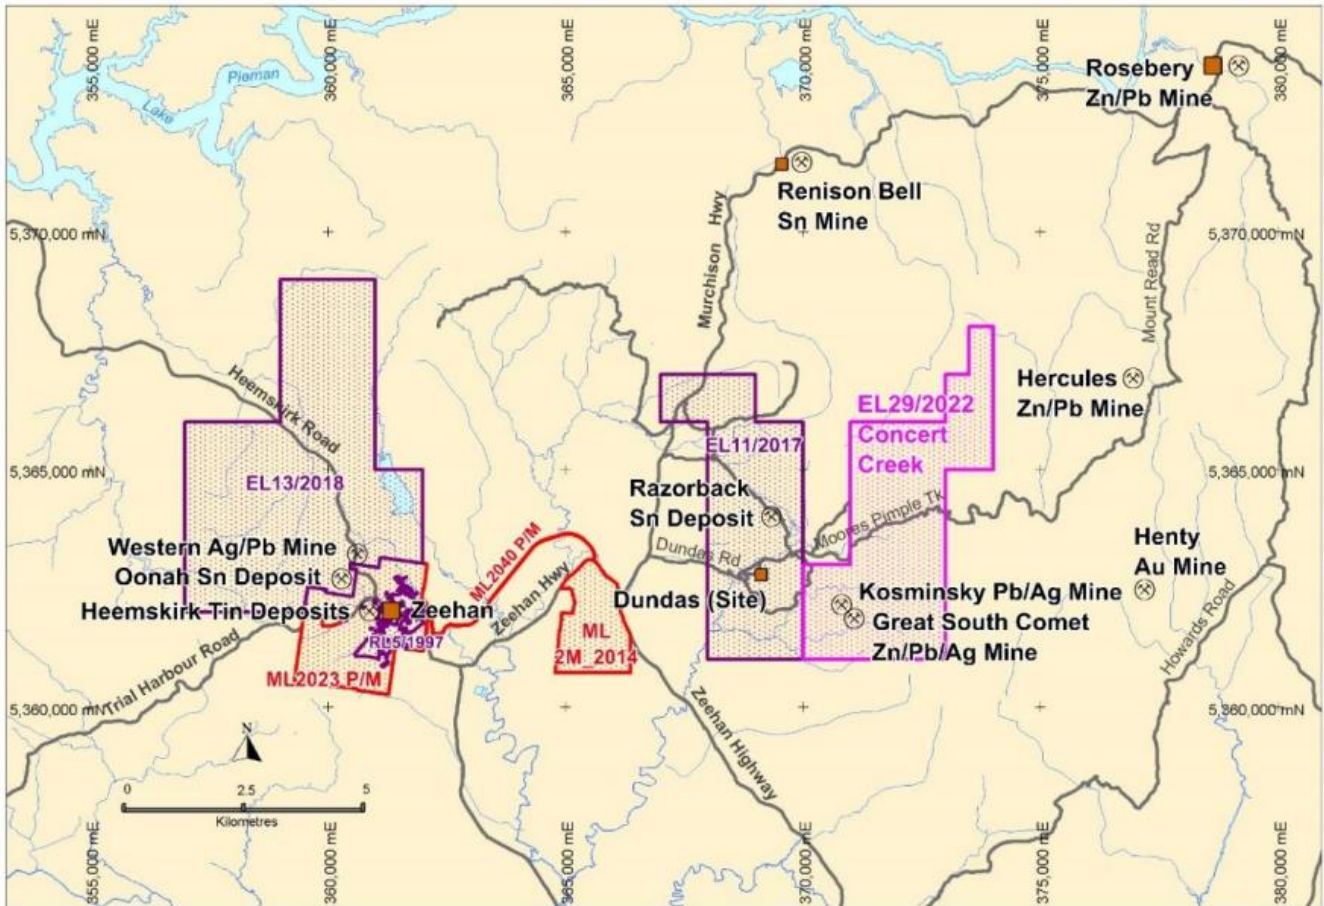 355,000 mE
360,000 mE
365,000 mE
370,000 mE
375,000 mE
380,000 mE
Pieman
Lake
Rosebery
Zn/Pb Mine
Renison Bell
Sn Mine
5,370,000 mN
5,370,000 mN
Murchison Hwy
Mount Read Rd
Heemskirk Road
Hercules
Zn/Pb Mine
EL29/2022
Concert
Creek
EL11/2017
5,365,000 mN
5,365,000 mN
EL13/2018
Razorback
Sn Deposit
Moores Pimple Tk
Dundas Rd
Henty
Au Mine
Western Ag/Pb Mine
Oonah Sn Deposit
Heemskirk Tin Deposits
Zeehan
ML2040 P/M
Zeehan Hwy
Dundas (Site)
Kosminsky Pb/Ag Mine
Great South Comet
Zn/Pb/Ag Mine
RL5/1997
ML
2M_2014
ML2023 P/M
Trial Harbour Road
Howards Road
Zeehan Highway
5,360,000 mN
5,360,000 mN
N
0 2.5 5
Kilometres
355,000 mE
360,000 mE
365,000 mE
370,000 mE
375,000 mE
380,000 mE